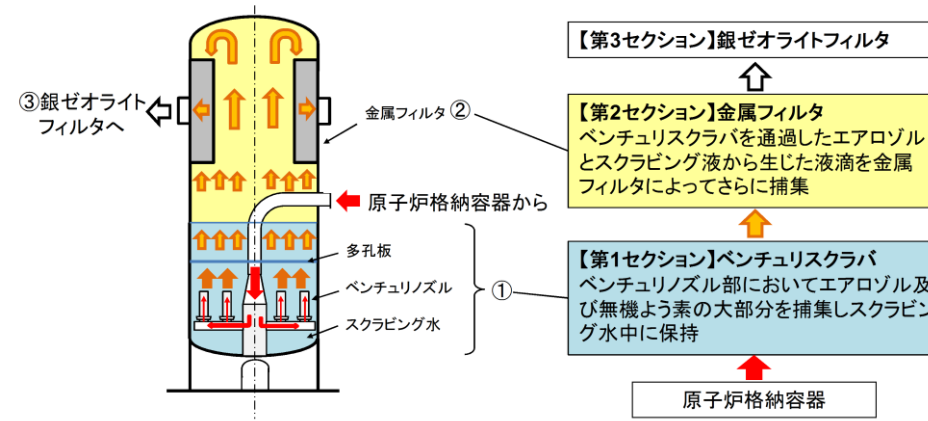 ③銀ゼオライト
フィルタへ
金属フィルタ ②
原子炉格納容器から
多孔板
ベンチュリノズル
スクラビング水
①
【第3セクション】銀ゼオライトフィルタ
【第2セクション】金属フィルタ
ベンチュリスクラバを通過したエアロゾル
とスクラビング液から生じた液滴を金属
フィルタによってさらに捕集
【第1セクション】ベンチュリスクラバ
ベンチュリノズル部においてエアロゾル及
び無機よう素の大部分を捕集しスクラビン
グ水中に保持
原子炉格納容器